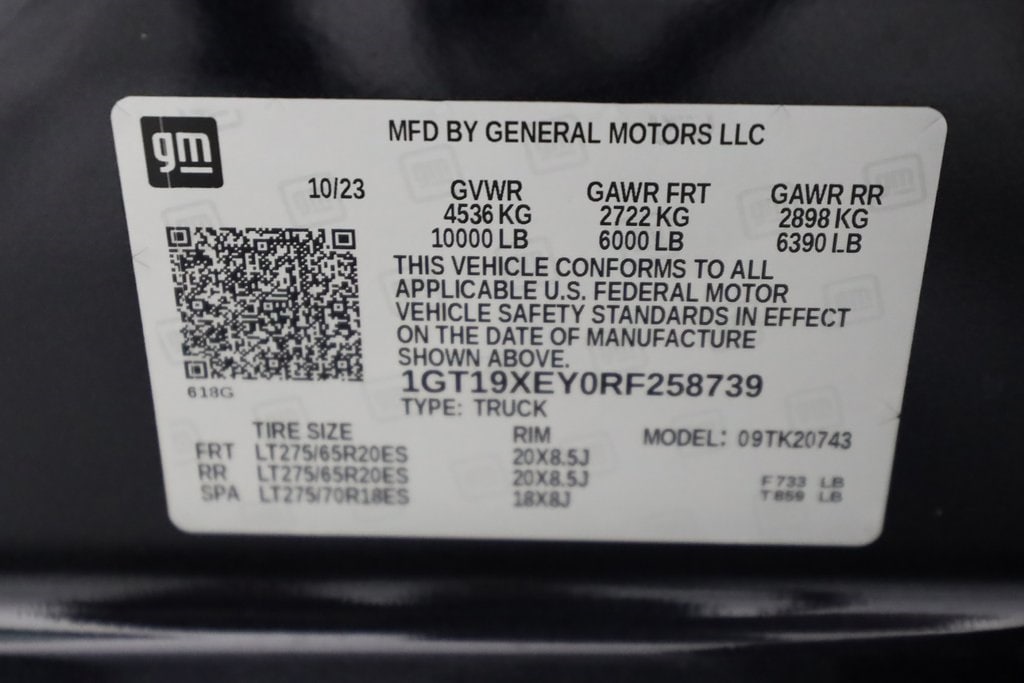 gm
MFD BY GENERAL MOTORS LLC
10/23
GVWR GAWR FRT GAWR RR
4536 KG 2722 KG 2898 KG
10000 LB 6000 LB 6390 LB
THIS VEHICLE CONFORMS TO ALL
APPLICABLE U.S. FEDERAL MOTOR
VEHICLE SAFETY STANDARDS IN EFFECT
ON THE DATE OF MANUFACTURE
SHOWN ABOVE.
618G
1GT19XEY0RF258739
TYPE: TRUCK
TIRE SIZE RIM MODEL: 09TK20743
FRT LT275/65R20ES 20X8.5J
RR LT275/65R20ES 20X8.5J F 733 LB
SPA LT275/70R18ES 18X8J T 859 LB